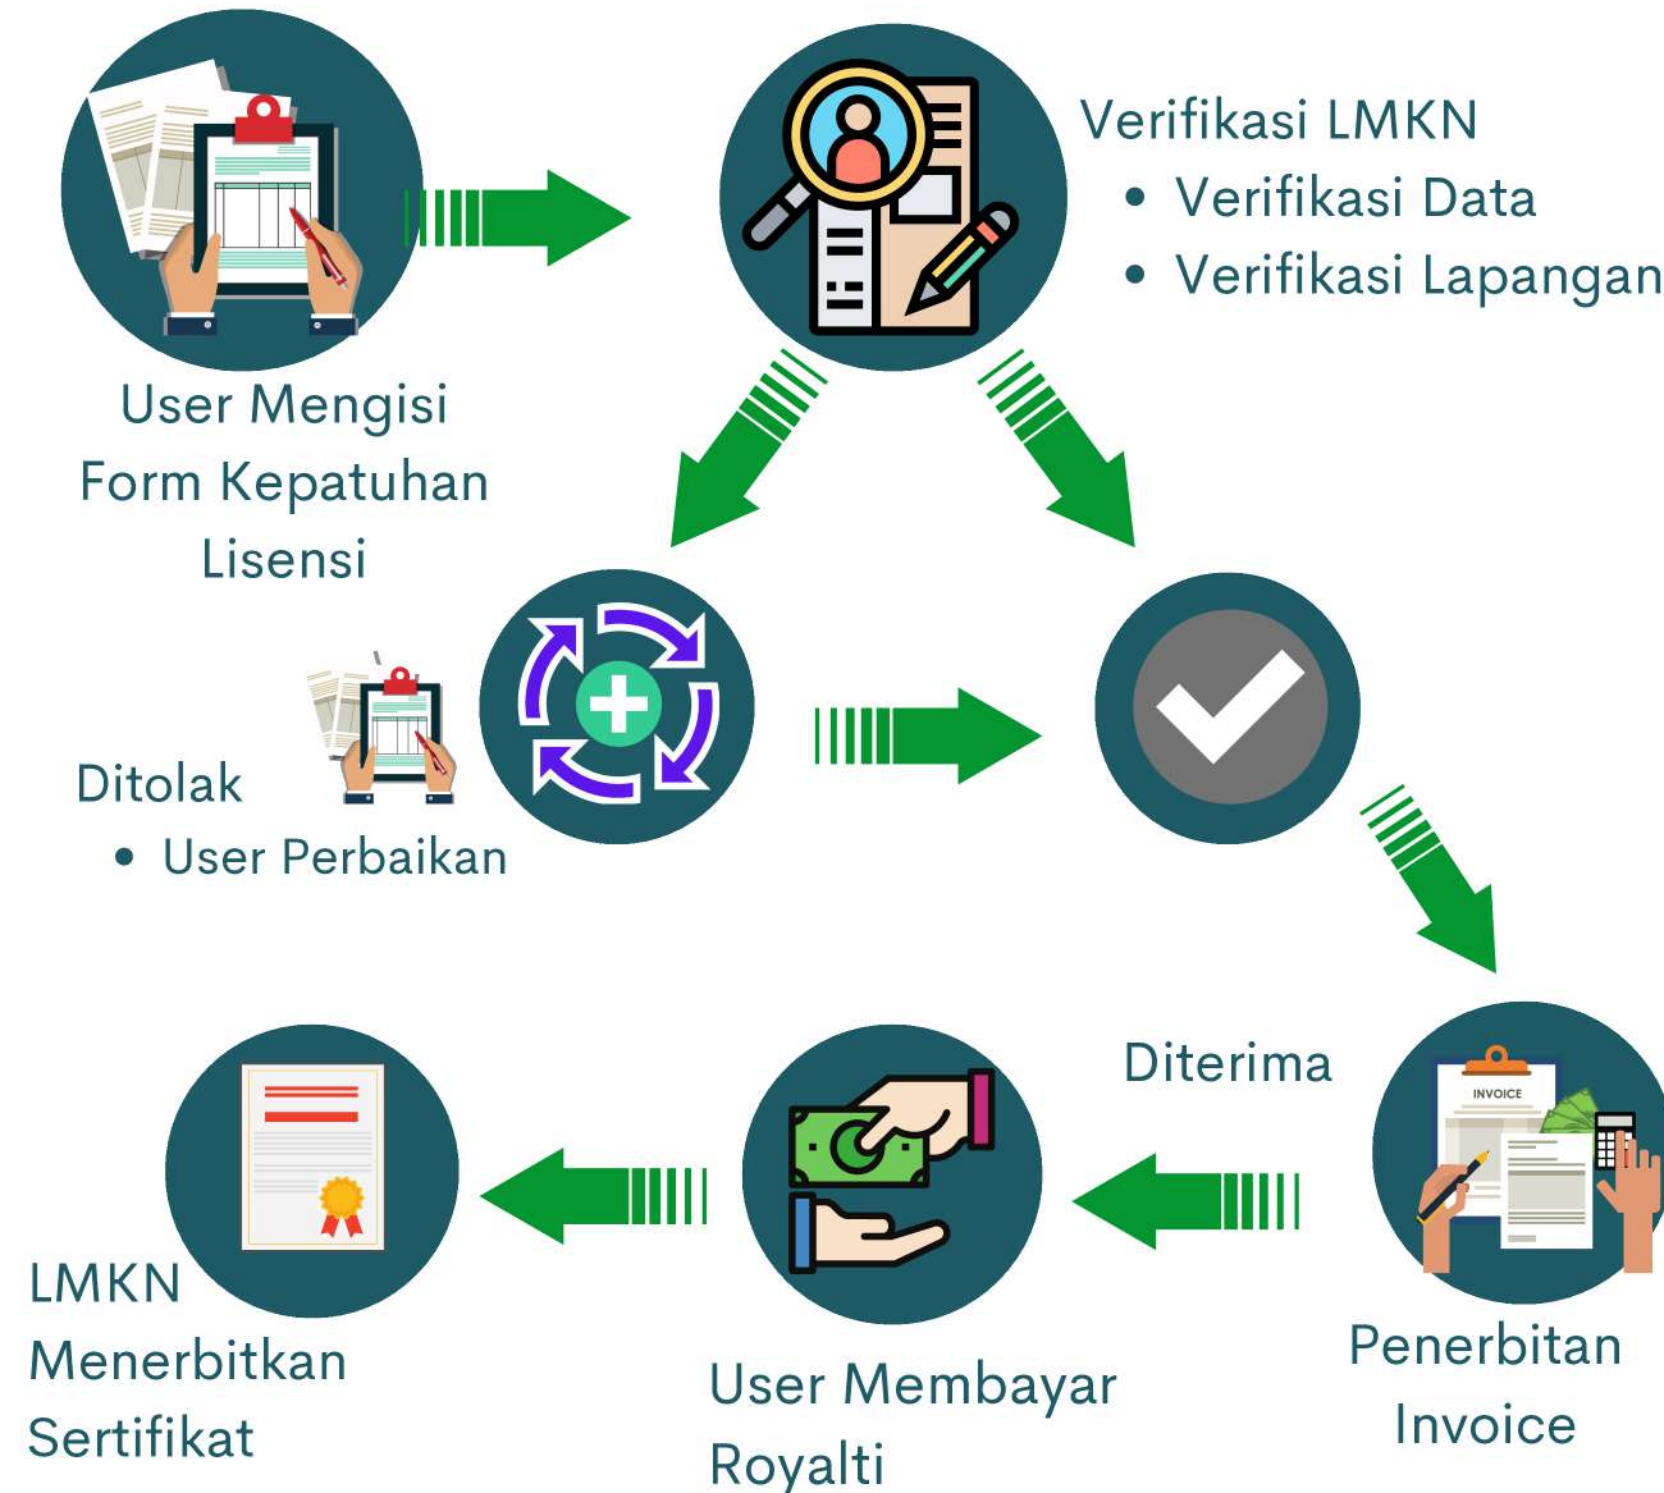 Verifikasi LMKN
• Verifikasi Data
• Verifikasi Lapangan
User Mengisi
Form Kepatuhan
Lisensi
Ditolak
• User Perbaikan
Diterima
INVOICE
Penerbitan
Invoice
User Membayar
Royalti
LMKN
Menerbitkan
Sertifikat